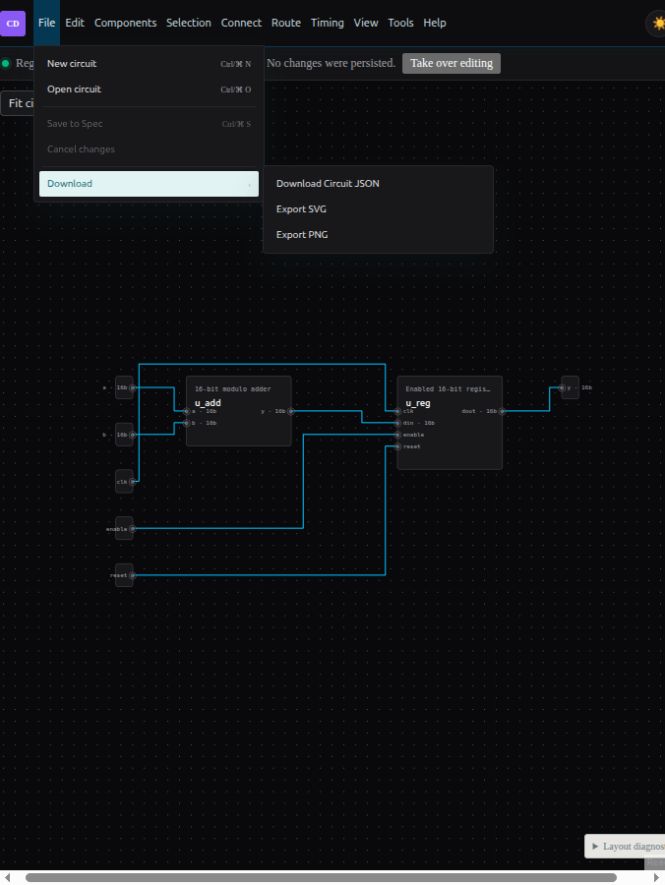 CD File Edit Components Selection Connect Route Timing View Tools Help
New circuit Ctrl/⌘ N
Reg No changes were persisted. Take over editing
Open circuit Ctrl/⌘ O
Fit ci
Save to Spec Ctrl/⌘ S
Cancel changes
Download
Download Circuit JSON
Export SVG
Export PNG
a · 16b
b · 16b
clk
enable
reset
16-bit modulo adder
u_add
a · 16b y · 16b
b · 16b
Enabled 16-bit regis…
u_reg
clk dout · 16b
din · 16b
enable
reset
y · 16b
▶ Layout diagnos